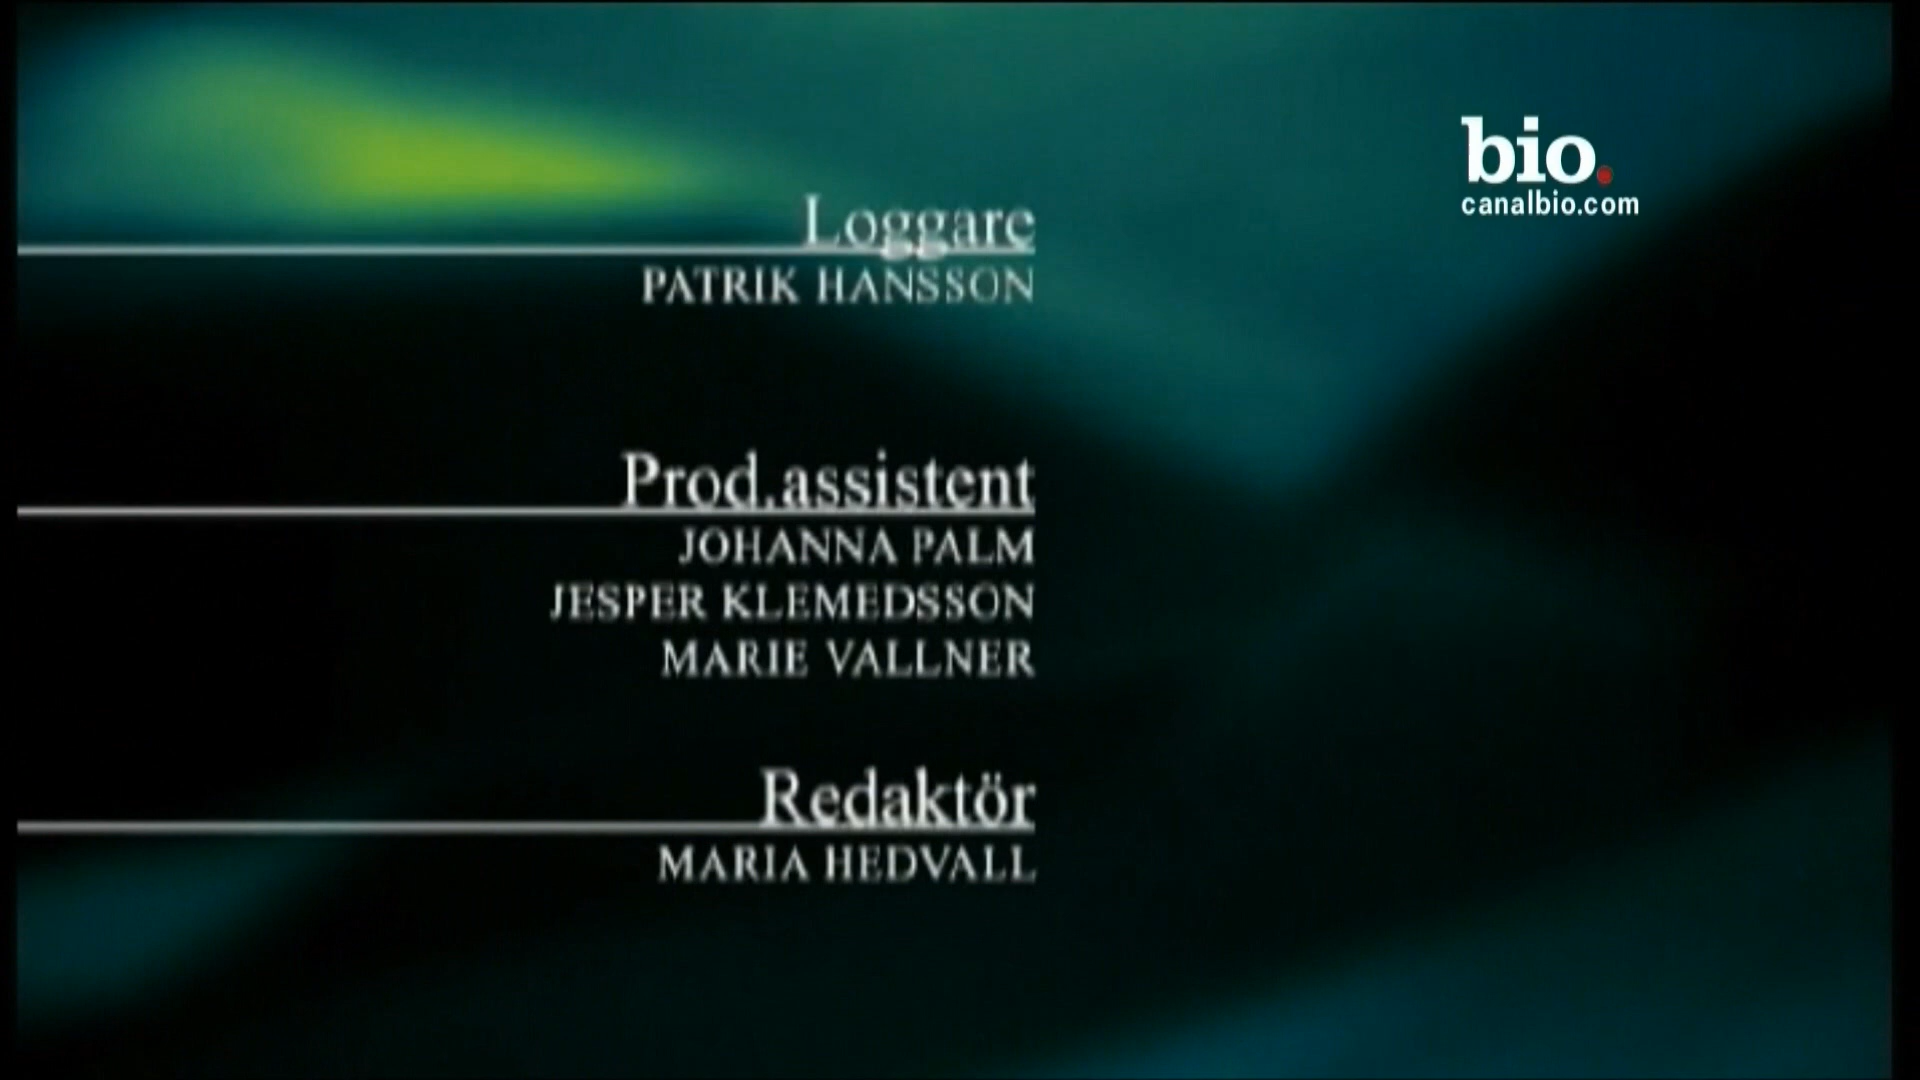 bio.
canalbio.com
Loggare
PATRIK HANSSON
Prod.assistent
JOHANNA PALM
JESPER KLEMEDSSON
MARIE VALLNER
Redaktör
MARIA HEDVALL